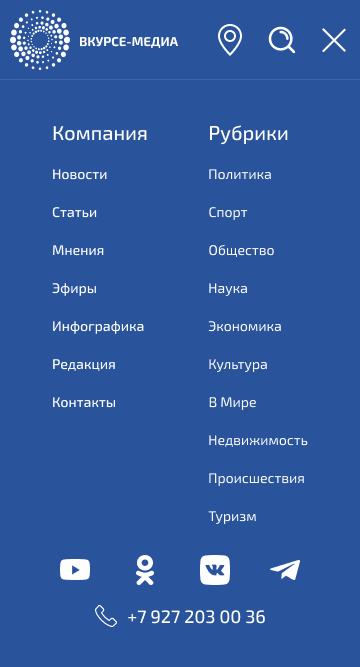 ВКУРСЕ-МЕДИА
Компания
Новости
Статьи
Мнения
Эфиры
Инфографика
Редакция
Контакты
Рубрики
Политика
Спорт
Общество
Наука
Экономика
Культура
В Мире
Недвижимость
Происшествия
Туризм
+7 927 203 00 36